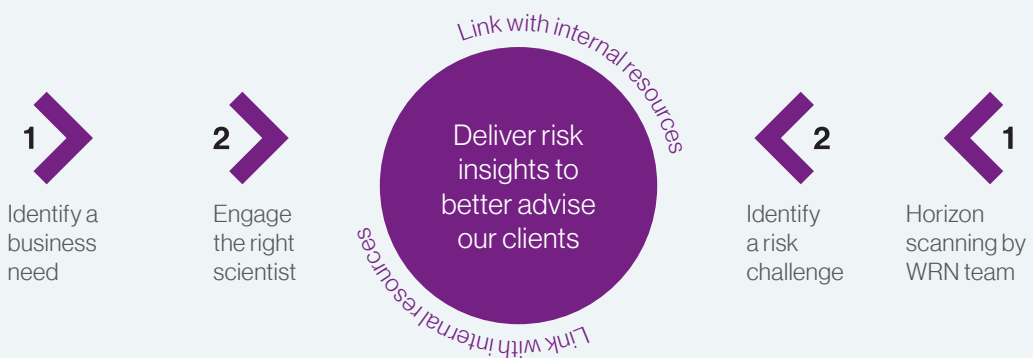 Link with internal resources
1
Identify a
business
need
2
Engage
the right
scientist
Deliver risk
insights to
better advise
our clients
2
Identify
a risk
challenge
1
Horizon
scanning by
WRN team
Link with internal resources